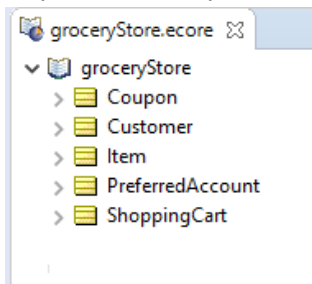 groceryStore.ecore
groceryStore
Coupon
Customer
Item
PreferredAccount
ShoppingCart